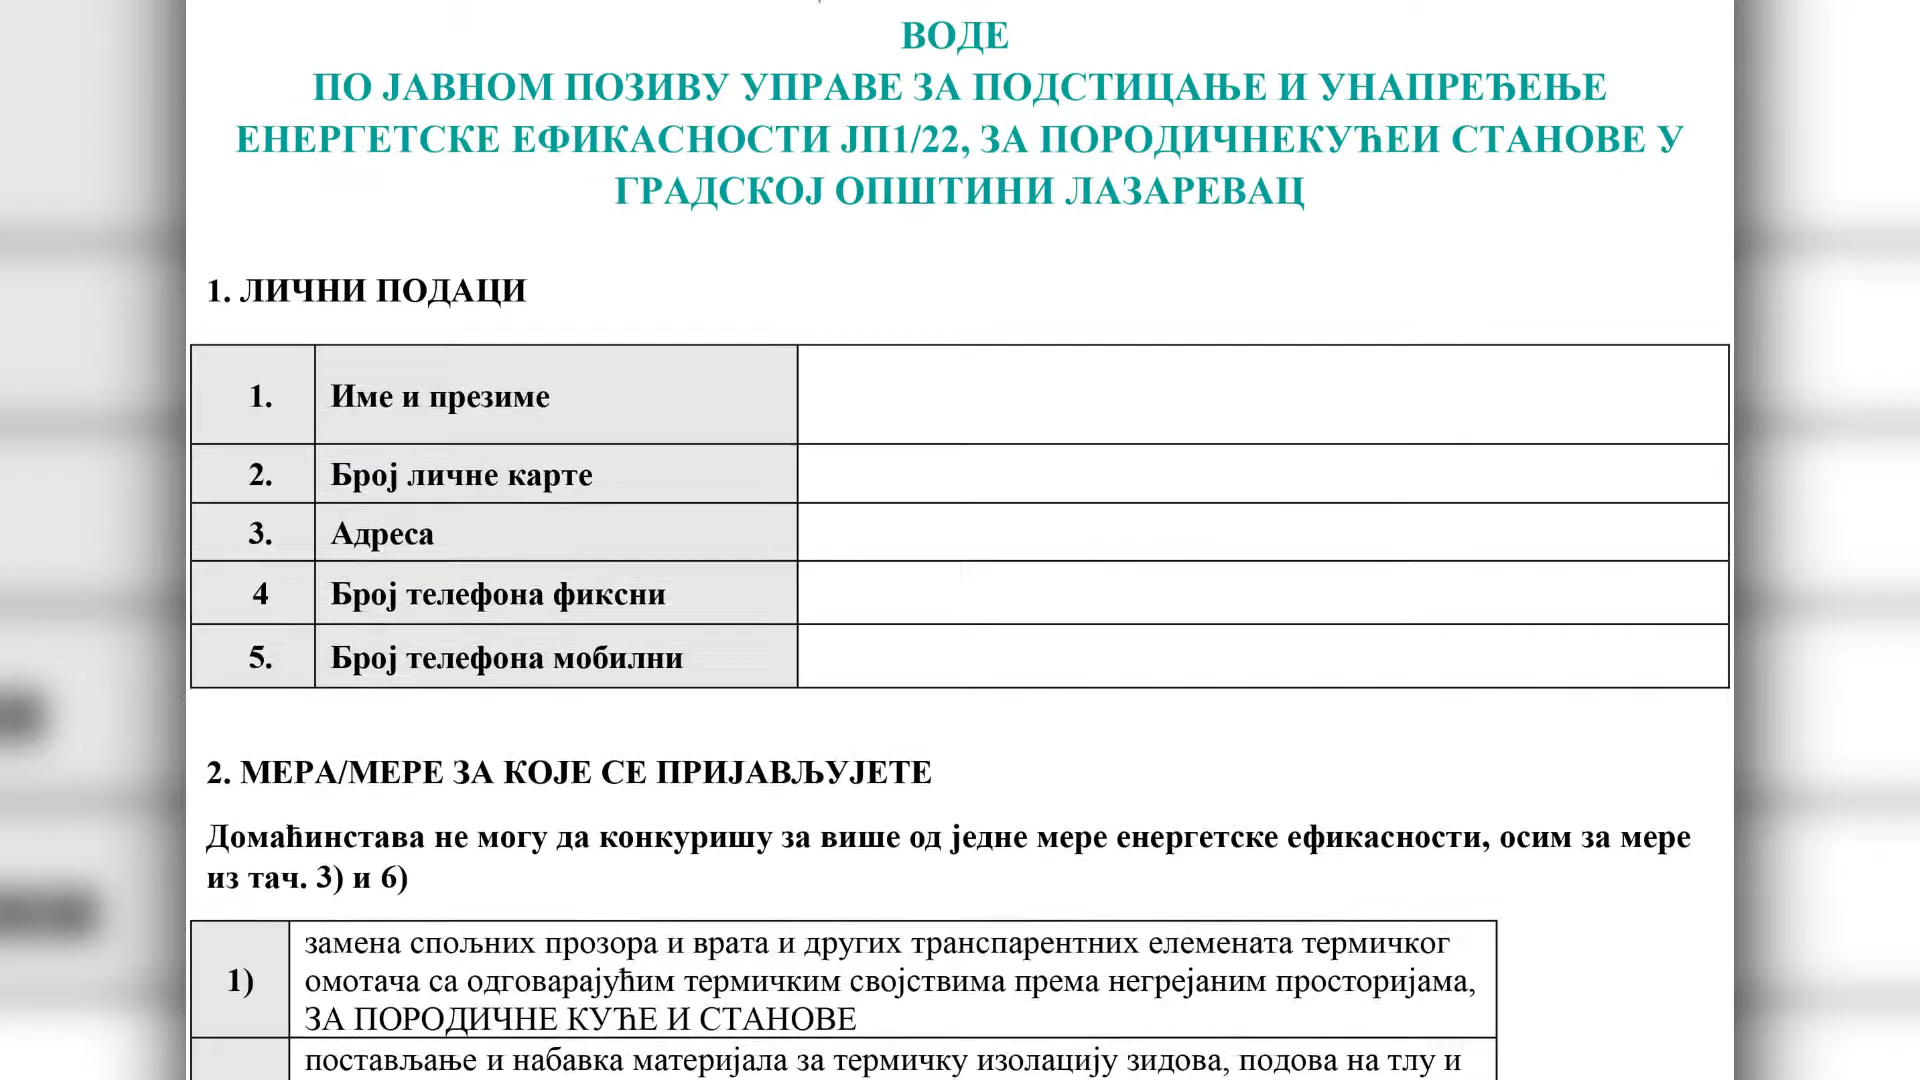 ВОДЕ
ПО ЈАВНОМ ПОЗИВУ УПРАВЕ ЗА ПОДСТИЦАЊЕ И УНАПРЕЂЕЊЕ
ЕНЕРГЕТСКЕ ЕФИКАСНОСТИ ЈП1/22, ЗА ПОРОДИЧНЕКУЋЕИ СТАНОВЕ У
ГРАДСКОЈ ОПШТИНИ ЛАЗАРЕВАЦ
1. ЛИЧНИ ПОДАЦИ
1. Име и презиме
2. Број личне карте
3. Адреса
4 Број телефона фиксни
5. Број телефона мобилни
2. МЕРА/МЕРЕ ЗА КОЈЕ СЕ ПРИЈАВЉУЈЕТЕ
Домаћинстава не могу да конкуришу за више од једне мере енергетске ефикасности, осим за мере
из тач. 3) и 6)
замена спољних прозора и врата и других транспарентних елемената термичког
1) омотача са одговарајућим термичким својствима према негрејаним просторијама,
ЗА ПОРОДИЧНЕ КУЋЕ И СТАНОВЕ
постављање и набавка материјала за термичку изолацију зидова, подова на тлу и